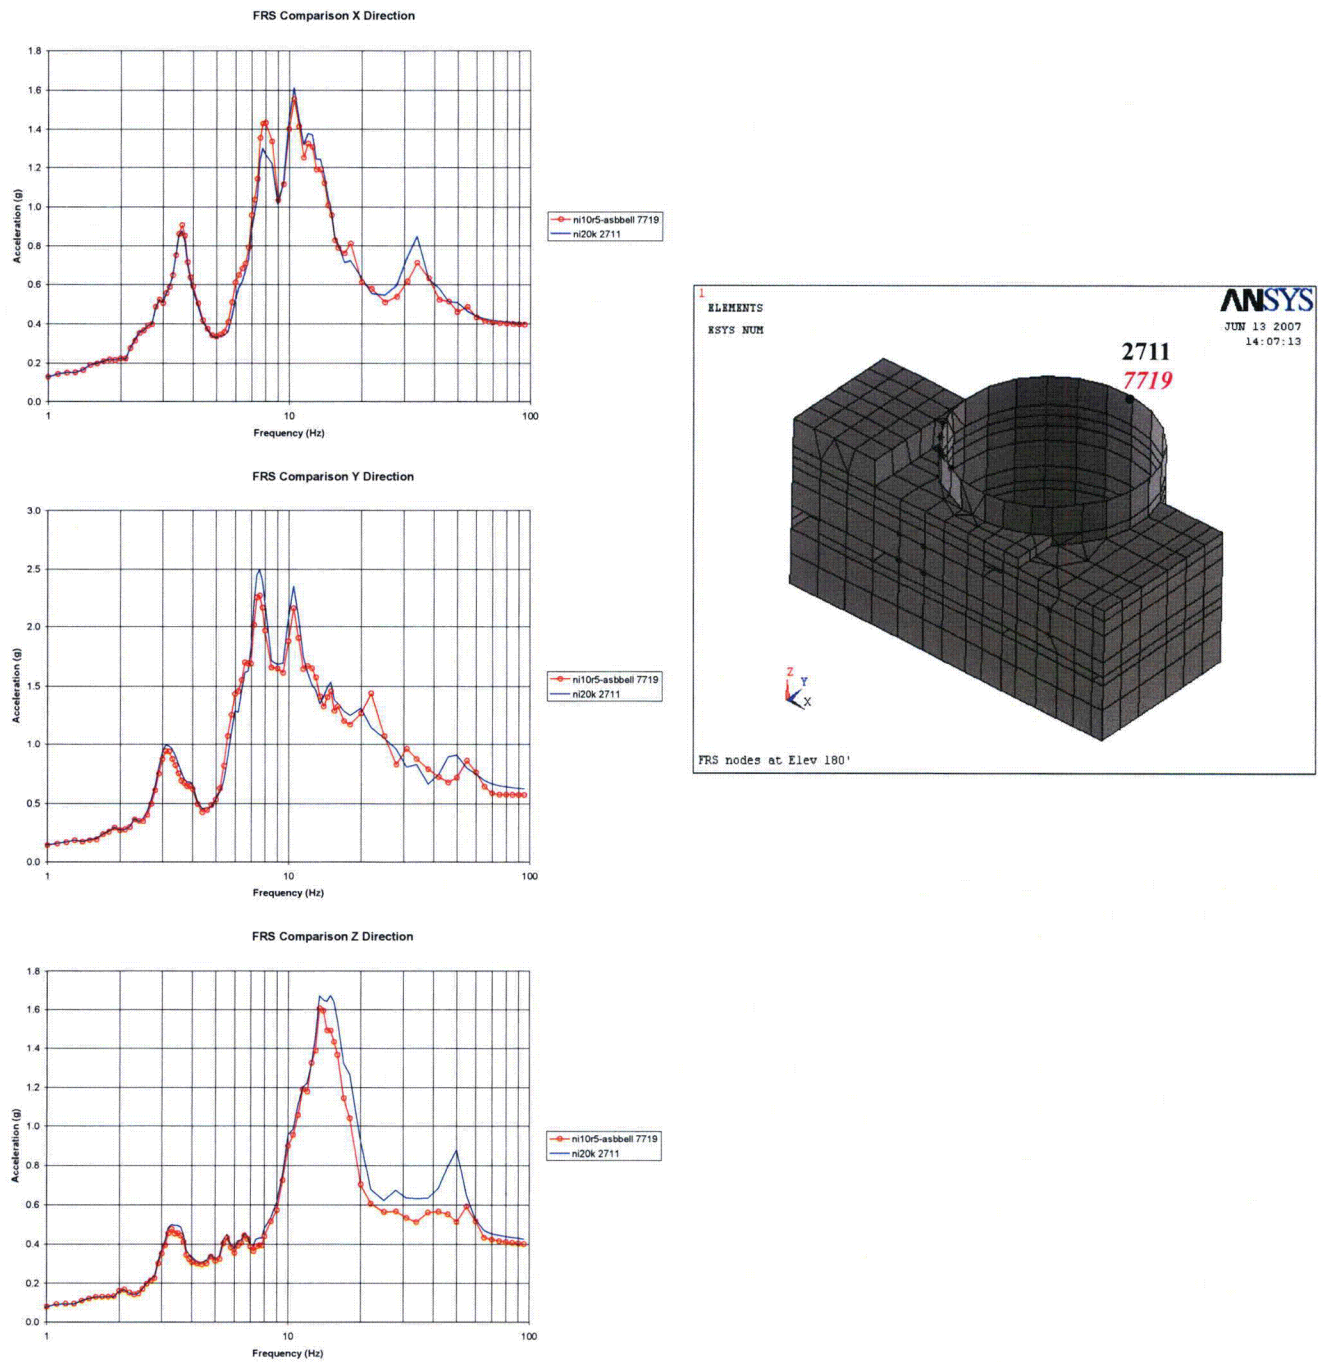 FRS Comparison X Direction
1.8
1.6
1.4
1.2
1.0
0.8
0.6
0.4
0.2
0.0
Acceleration (g)
1
10
100
Frequency (Hz)
ni10r5-asbbell 7719
ni20k 2711
FRS Comparison Y Direction
3.0
2.5
2.0
1.5
1.0
0.5
0.0
Acceleration (g)
1
10
100
Frequency (Hz)
ni10r5-asbbell 7719
ni20k 2711
FRS Comparison Z Direction
1.8
1.6
1.4
1.2
1.0
0.8
0.6
0.4
0.2
0.0
Acceleration (g)
1
10
100
Frequency (Hz)
ni10r5-asbbell 7719
ni20k 2711
1
ELEMENTS
ESYS NUM
ANSYS
JUN 13 2007
14:07:13
2711
7719
Z
Y
X
FRS nodes at Elev 180'